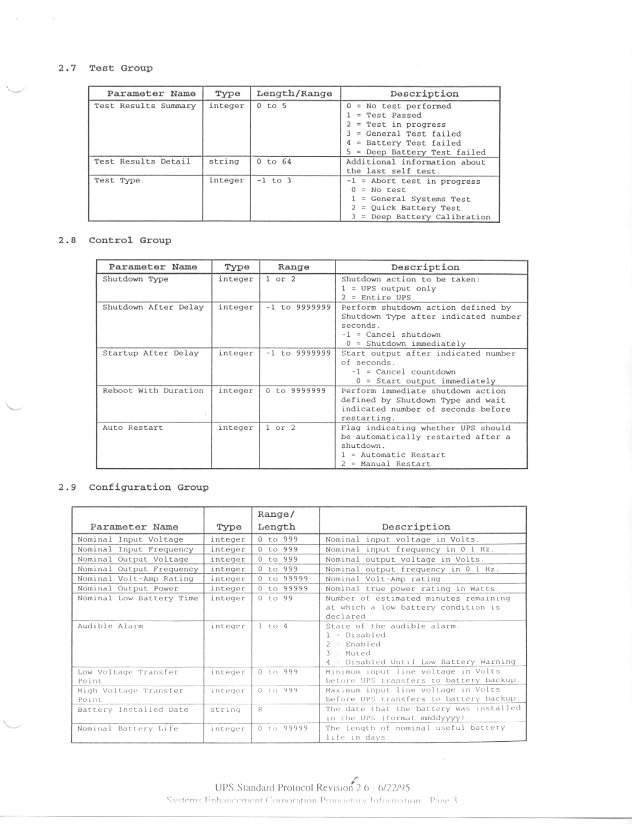 2.7 Test Group
Parameter Name Type Length/Range Description
Test Results Summary integer 0 to 5 0 = No test performed
1 = Test Passed
2 = Test in progress
3 = General Test failed
4 = Battery Test failed
5 = Deep Battery Test failed
Test Results Detail string 0 to 64 Additional information about
the last self test.
Test Type integer -1 to 3 -1 = Abort test in progress
0 = No test
1 = General Systems Test
2 = Quick Battery Test
3 = Deep Battery Calibration
2.8 Control Group
Parameter Name Type Range Description
Shutdown Type integer 1 or 2 Shutdown action to be taken:
1 = UPS output only
2 = Entire UPS
Shutdown After Delay integer -1 to 9999999 Perform shutdown action defined by
Shutdown Type after indicated number
seconds.
-1 = Cancel shutdown
0 = Shutdown immediately
Startup After Delay integer -1 to 9999999 Start output after indicated number
of seconds.
-1 = Cancel countdown
0 = Start output immediately
Reboot With Duration integer 0 to 9999999 Perform immediate shutdown action
defined by Shutdown Type and wait
indicated number of seconds before
restarting.
Auto Restart integer 1 or 2 Flag indicating whether UPS should
be automatically restarted after a
shutdown.
1 = Automatic Restart
2 = Manual Restart
2.9 Configuration Group
Range/
Parameter Name Type Length Description
Nominal Input Voltage integer 0 to 999 Nominal input voltage in Volts.
Nominal Input Frequency integer 0 to 999 Nominal input frequency in 0.1 Hz.
Nominal Output Voltage integer 0 to 999 Nominal output voltage in Volts.
Nominal Output Frequency integer 0 to 999 Nominal output frequency in 0.1 Hz.
Nominal Volt-Amp Rating integer 0 to 99999 Nominal Volt-Amp rating.
Nominal Output Power integer 0 to 99999 Nominal true power rating in Watts.
Nominal Low Battery Time integer 0 to 99 Number of estimated minutes remaining
at which a low battery condition is
declared
Audible Alarm integer 1 to 4 State of the audible alarm:
1 = Disabled
2 = Enabled
3 = Muted
4 = Disabled Until Low Battery Warning
Low Voltage Transfer integer 0 to 999 Minimum input line voltage in Volts
Point before UPS transfers to battery backup.
High Voltage Transfer integer 0 to 999 Maximum input line voltage in Volts
Point before UPS transfers to battery backup
Battery Installed Date string 8 The date that the battery was installed
in the UPS (format mmddyyyy)
Nominal Battery Life integer 0 to 99999 The length of nominal useful battery
life in days
UPS Standard Protocol Revision 2.6 - 6/22/95
Systems Enhancement Corporation Proprietary Information Page 3